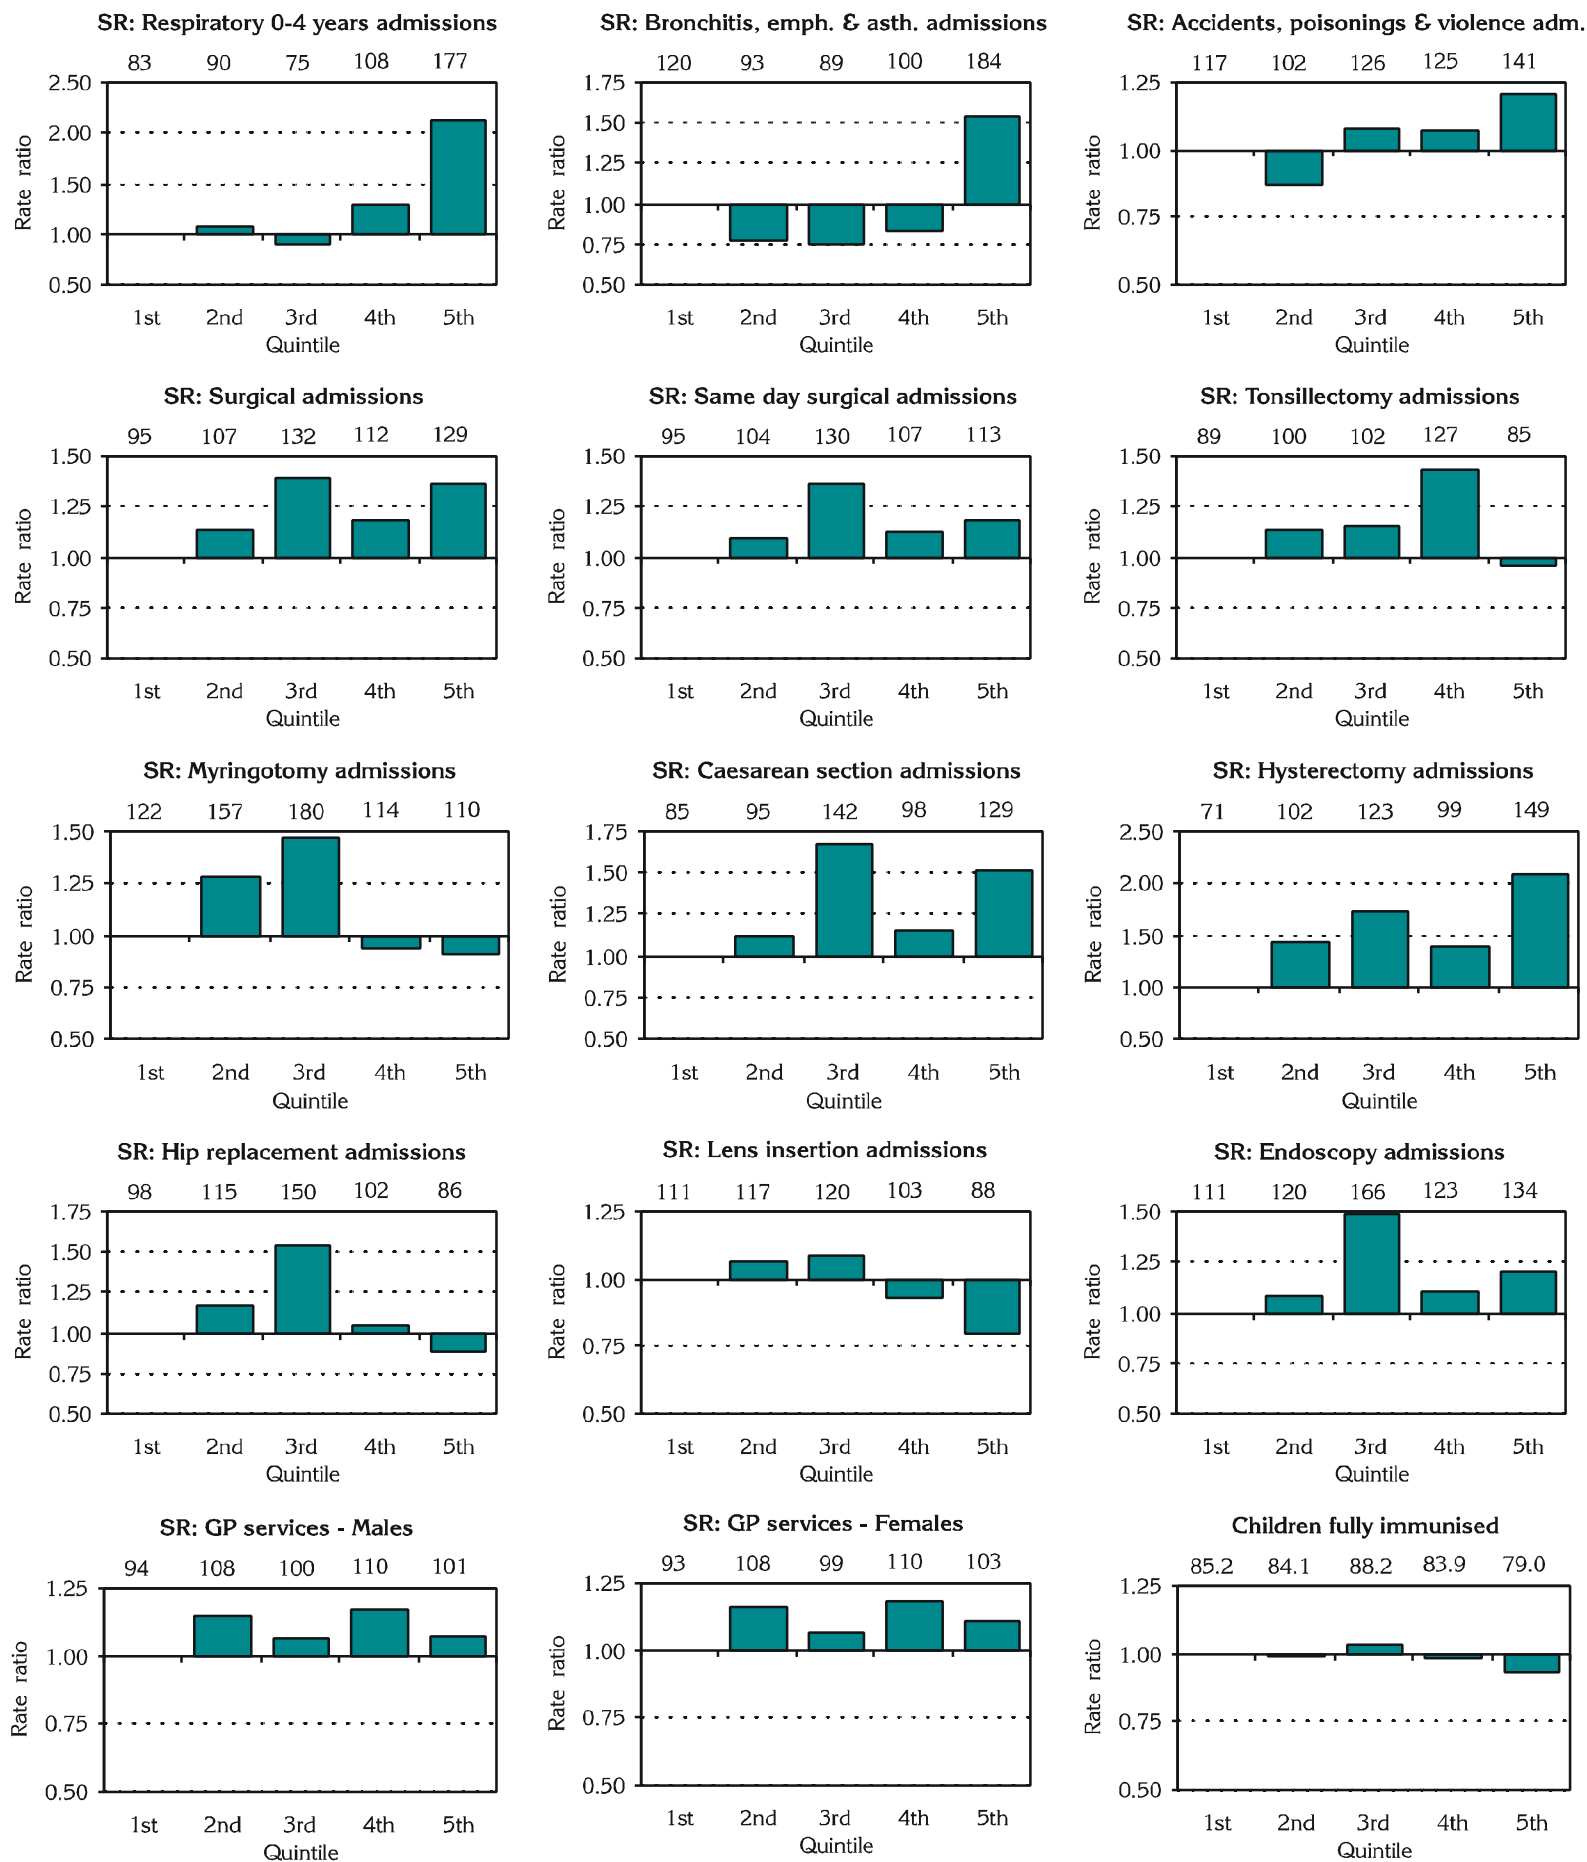 SR: Respiratory 0-4 years admissions
83 90 75 108 177
2.50
2.00
1.50
1.00
0.50
Rate ratio
1st 2nd 3rd 4th 5th
Quintile
SR: Bronchitis, emph. & asth. admissions
120 93 89 100 184
1.75
1.50
1.25
1.00
0.75
0.50
Rate ratio
1st 2nd 3rd 4th 5th
Quintile
SR: Accidents, poisonings & violence adm.
117 102 126 125 141
1.25
1.00
0.75
0.50
Rate ratio
1st 2nd 3rd 4th 5th
Quintile
SR: Surgical admissions
95 107 132 112 129
1.50
1.25
1.00
0.75
0.50
Rate ratio
1st 2nd 3rd 4th 5th
Quintile
SR: Same day surgical admissions
95 104 130 107 113
1.50
1.25
1.00
0.75
0.50
Rate ratio
1st 2nd 3rd 4th 5th
Quintile
SR: Tonsillectomy admissions
89 100 102 127 85
1.50
1.25
1.00
0.75
0.50
Rate ratio
1st 2nd 3rd 4th 5th
Quintile
SR: Myringotomy admissions
122 157 180 114 110
1.50
1.25
1.00
0.75
0.50
Rate ratio
1st 2nd 3rd 4th 5th
Quintile
SR: Caesarean section admissions
85 95 142 98 129
1.75
1.50
1.25
1.00
0.75
0.50
Rate ratio
1st 2nd 3rd 4th 5th
Quintile
SR: Hysterectomy admissions
71 102 123 99 149
2.50
2.00
1.50
1.00
0.50
Rate ratio
1st 2nd 3rd 4th 5th
Quintile
SR: Hip replacement admissions
98 115 150 102 86
1.75
1.50
1.25
1.00
0.75
0.50
Rate ratio
1st 2nd 3rd 4th 5th
Quintile
SR: Lens insertion admissions
111 117 120 103 88
1.25
1.00
0.75
0.50
Rate ratio
1st 2nd 3rd 4th 5th
Quintile
SR: Endoscopy admissions
111 120 166 123 134
1.50
1.25
1.00
0.75
0.50
Rate ratio
1st 2nd 3rd 4th 5th
Quintile
SR: GP services - Males
94 108 100 110 101
1.25
1.00
0.75
0.50
Rate ratio
1st 2nd 3rd 4th 5th
Quintile
SR: GP services - Females
93 108 99 110 103
1.25
1.00
0.75
0.50
Rate ratio
1st 2nd 3rd 4th 5th
Quintile
Children fully immunised
85.2 84.1 88.2 83.9 79.0
1.25
1.00
0.75
0.50
Rate ratio
1st 2nd 3rd 4th 5th
Quintile